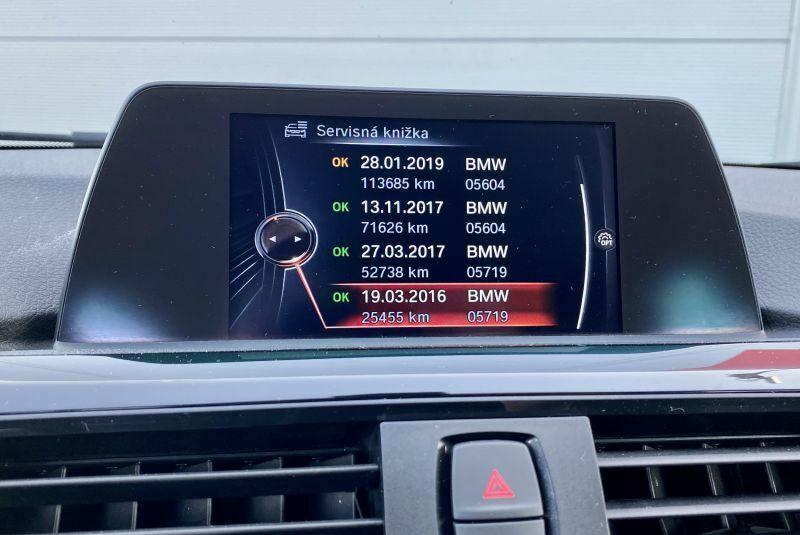 Servisná knižka
OK 28.01.2019 BMW
113685 km 05604
OK 13.11.2017 BMW
71626 km 05604
OK 27.03.2017 BMW
52738 km 05719
OK 19.03.2016 BMW
25455 km 05719
OPT